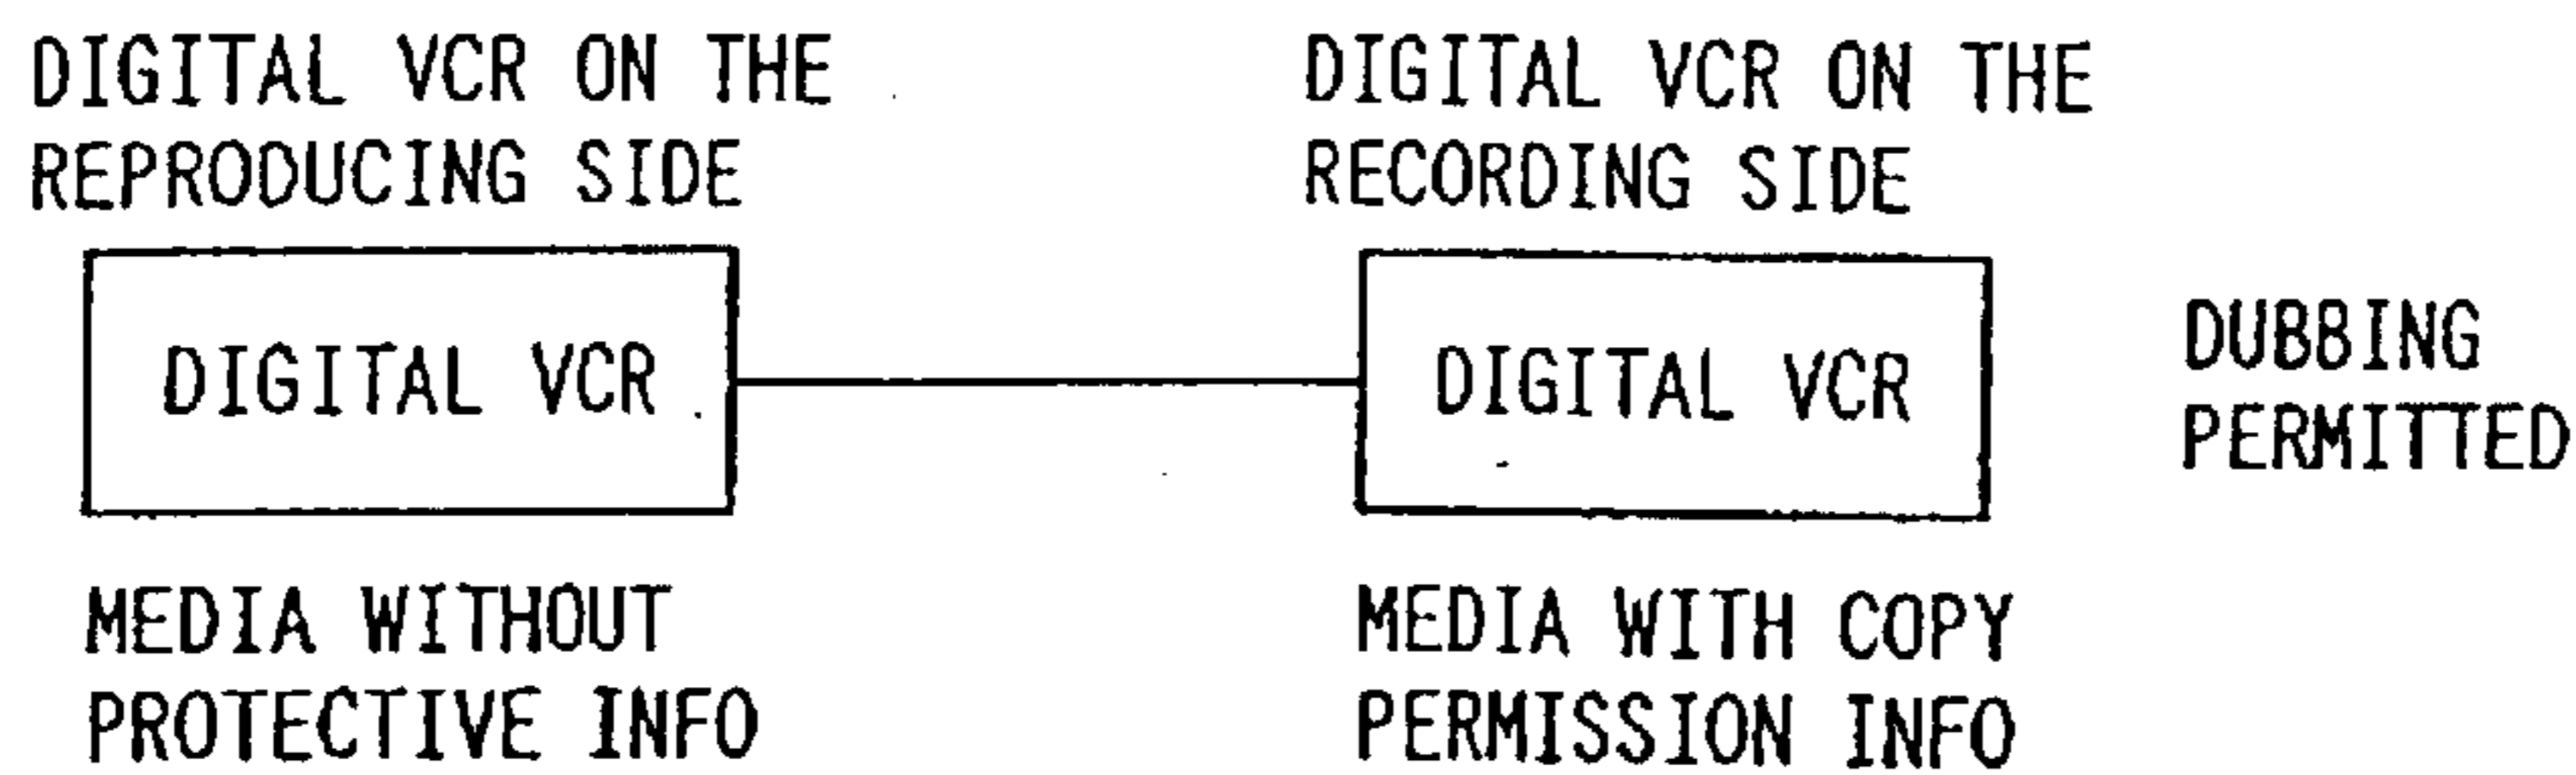 DIGITAL VCR ON THE
REPRODUCING SIDE
DIGITAL VCR ON THE
RECORDING SIDE
DIGITAL VCR
DIGITAL VCR
DUBBING
PERMITTED
MEDIA WITHOUT
PROTECTIVE INFO
MEDIA WITH COPY
PERMISSION INFO